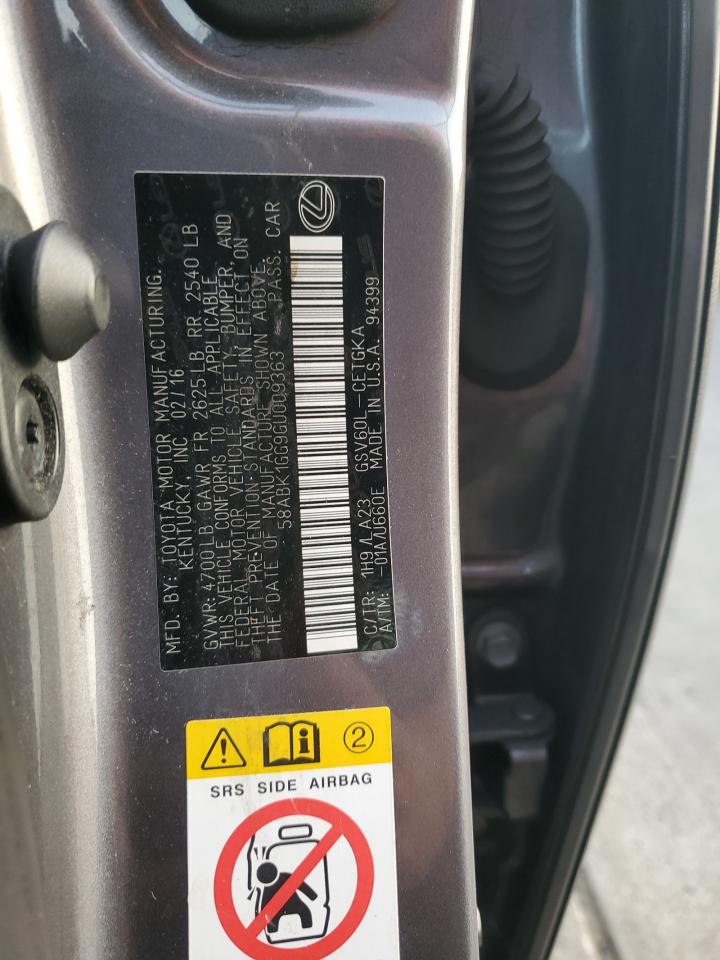 MFD. BY: TOYOTA MOTOR MANUFACTURING,
KENTUCKY, INC 02/16
GVWR: 4700 LB GAWR FR 2625 LB RR 2540 LB
THIS VEHICLE CONFORMS TO ALL APPLICABLE
FEDERAL MOTOR VEHICLE SAFETY, BUMPER, AND
THEFT PREVENTION STANDARDS IN EFFECT ON
THE DATE OF MANUFACTURE SHOWN ABOVE.
PASS. CAR
C/TR: 1H9/LA23 GSV60L-CETGKA
A/TM: -01A/U660E MADE IN U.S.A. 94399
2
SRS SIDE AIRBAG